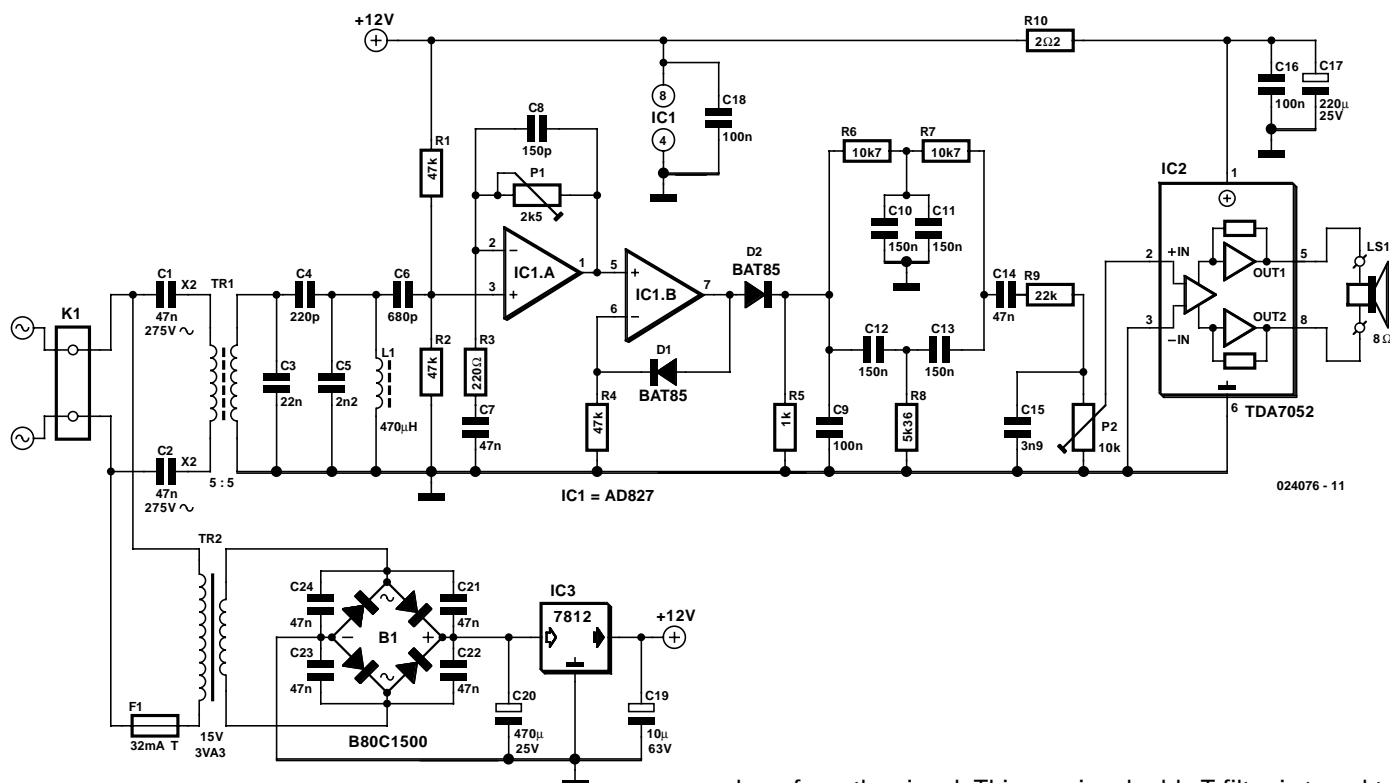 +12V
R10
2Ω2
C16
100n
C17
220µ
25V
C8
150p
8
IC1
4
C18
100n
R1
47k
P1
2k5
R6
10k7
R7
10k7
IC2
1
C10
150n
C11
150n
2
IC1.A
1
3
5
IC1.B
7
6
D2
BAT85
D1
BAT85
2
+IN
3
–IN
OUT1
5
OUT2
8
LS1
8Ω
6
TDA7052
K1
C1
X2
47n
275V
TR1
C4
220p
C6
680p
C14
47n
R9
22k
R2
47k
R3
220Ω
C3
22n
C5
2n2
L1
470µH
C7
47n
R4
47k
R5
1k
C9
100n
C12
150n
C13
150n
R8
5k36
C15
3n9
P2
10k
C2
X2
47n
275V
5 : 5
IC1 = AD827
024076 - 11
TR2
C24
47n
C21
47n
B1
–
+
C23
47n
C22
47n
IC3
7812
+12V
C20
470µ
25V
C19
10µ
63V
F1
32mA T
15V
3VA3
B80C1500